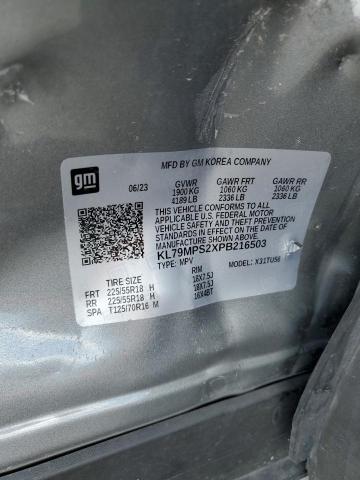 MFD BY GM KOREA COMPANY
gm
06/23
GVWR GAWR FRT GAWR RR
1900 KG 1060 KG 1060 KG
4189 LB 2336 LB 2336 LB
THIS VEHICLE CONFORMS TO ALL
APPLICABLE U.S. FEDERAL MOTOR
VEHICLE SAFETY, BUMPER, AND THEFT
PREVENTION STANDARDS IN EFFECT ON
THE DATE OF MANUFACTURE SHOWN ABOVE.
KL79MPS2XPB216503
TYPE: MPV MODEL: X31TU56
TIRE SIZE RIM
FRT 225/55R18 H 18X7.5J
RR 225/55R18 H 18X7.5J
SPA T125/70R16 M 16X4BT